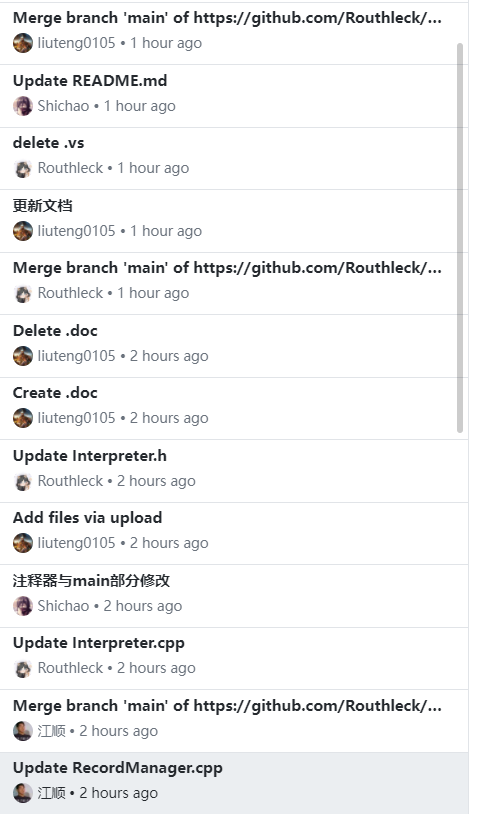 Merge branch 'main' of https://github.com/Routhleck/...
liuteng0105 • 1 hour ago
Update README.md
Shichao • 1 hour ago
delete .vs
Routhleck • 1 hour ago
更新文档
liuteng0105 • 1 hour ago
Merge branch 'main' of https://github.com/Routhleck/...
Routhleck • 1 hour ago
Delete .doc
liuteng0105 • 2 hours ago
Create .doc
liuteng0105 • 2 hours ago
Update Interpreter.h
Routhleck • 2 hours ago
Add files via upload
liuteng0105 • 2 hours ago
注释器与main部分修改
Shichao • 2 hours ago
Update Interpreter.cpp
Routhleck • 2 hours ago
Merge branch 'main' of https://github.com/Routhleck/...
江顺 • 2 hours ago
Update RecordManager.cpp
江顺 • 2 hours ago